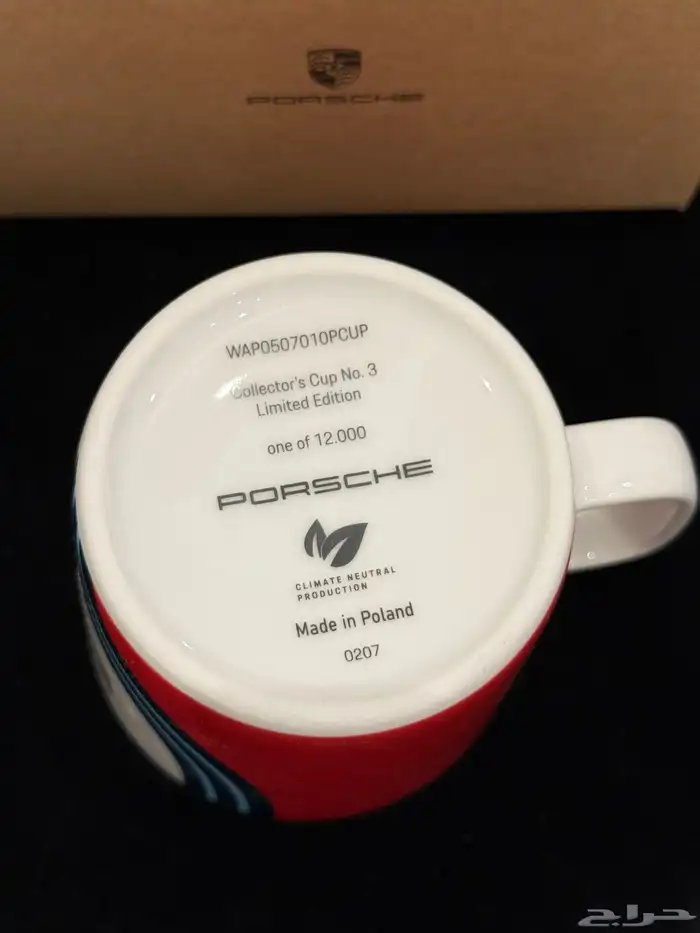 PORSCHE
WAP0507010PCUP
Collector's Cup No. 3
Limited Edition
one of 12.000
PORSCHE
CLIMATE NEUTRAL
PRODUCTION
Made in Poland
0207
حراج